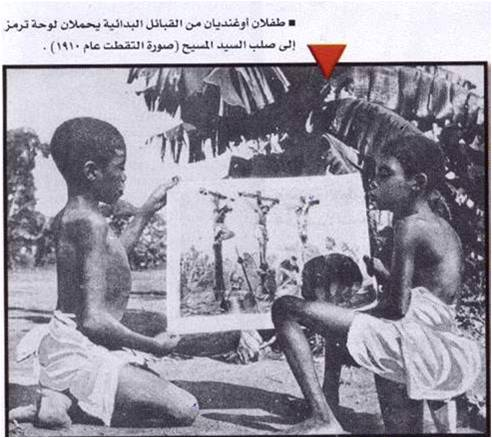 ■ طفلان أوغنديان من القبائل البدائية يحملان لوحة ترمز
إلى صلب السيد المسيح (صورة التقطت عام ١٩١٠) .